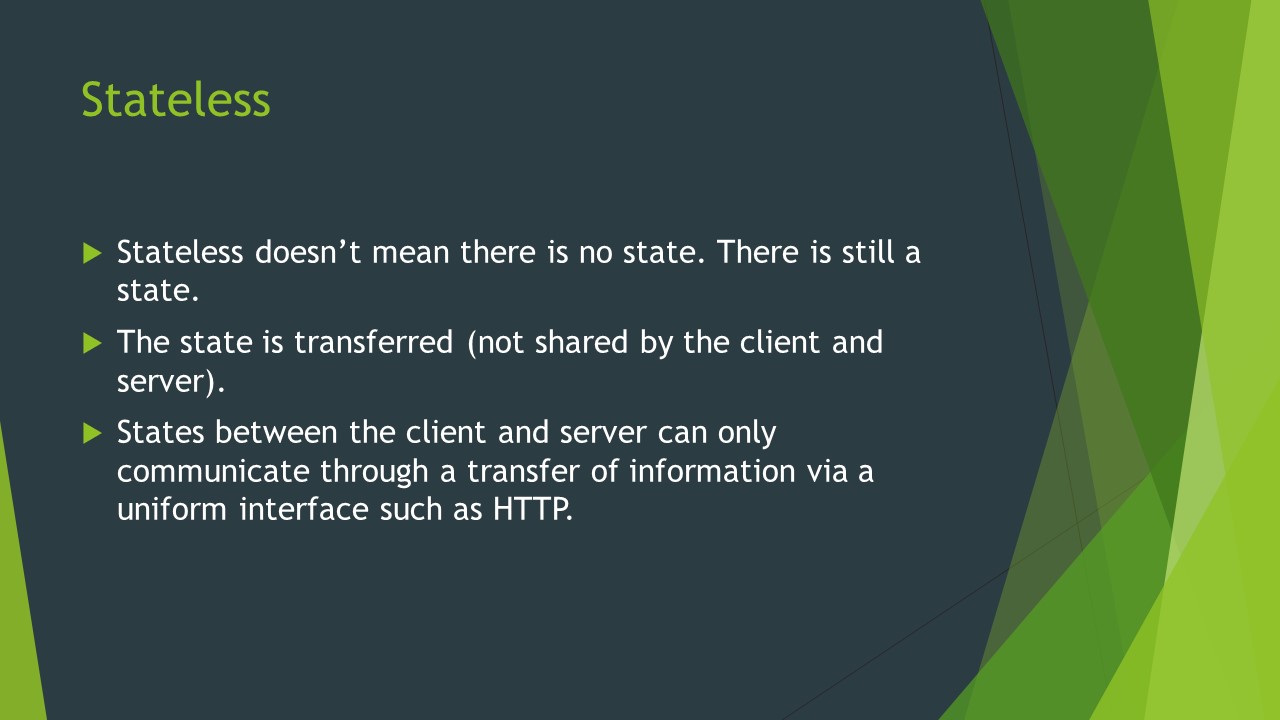 Stateless
Stateless doesn’t mean there is no state. There is still a
state.
The state is transferred (not shared by the client and
server).
States between the client and server can only
communicate through a transfer of information via a
uniform interface such as HTTP.